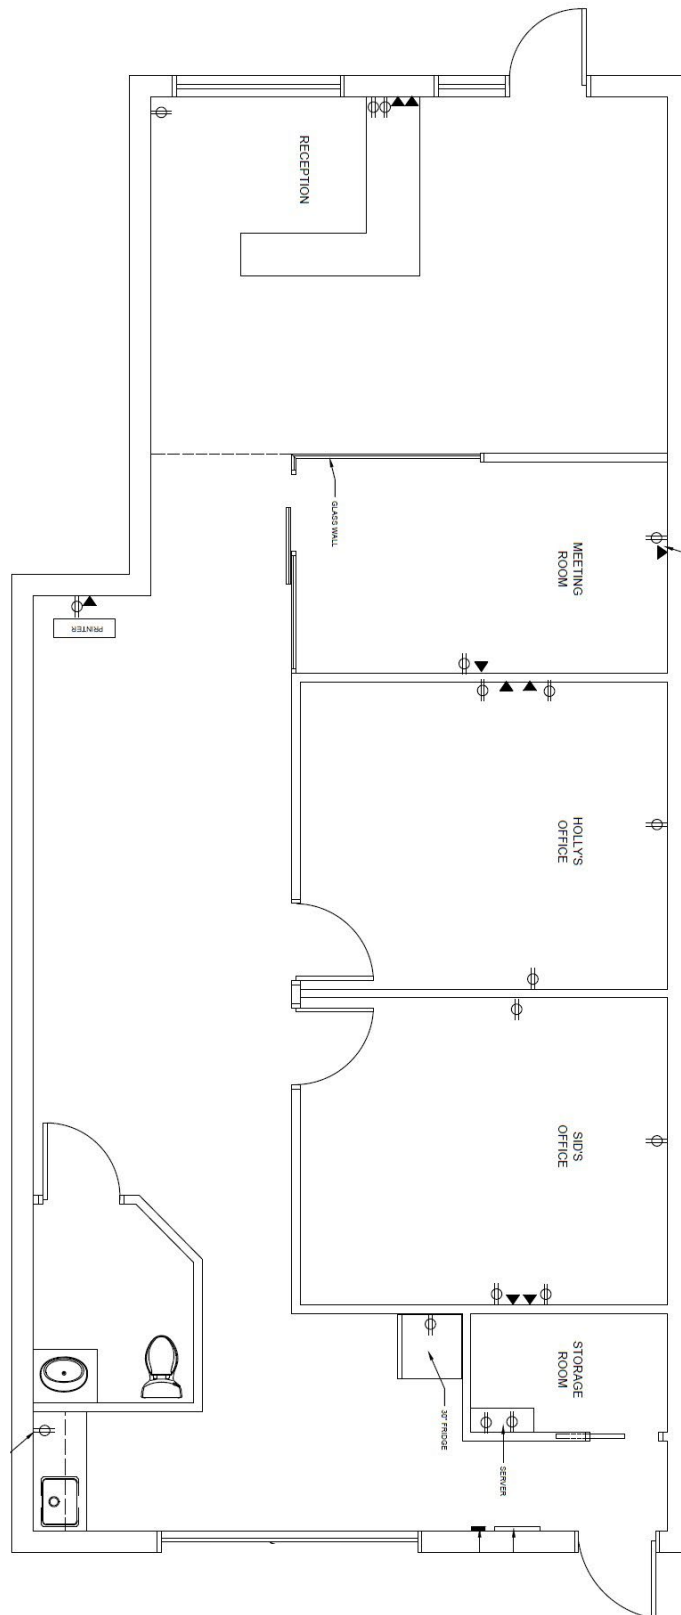 RECEPTION
GLASS WALL
MEETING
ROOM
PRINTER
HOLLY'S
OFFICE
SID'S
OFFICE
STORAGE
ROOM
30" FRIDGE
SERVER